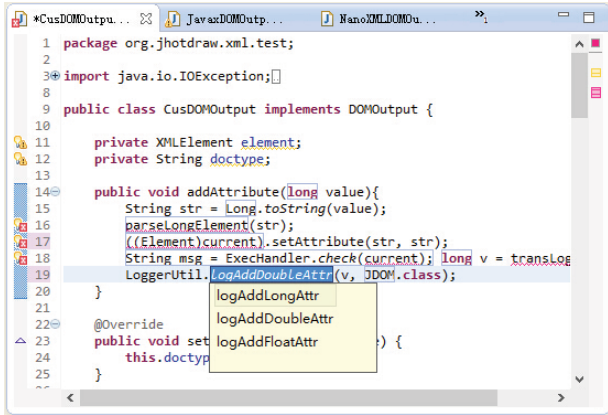 *CusDOMOutpu... JavaxDOMOutp... NanoXMLDOMOu... »1
1 package org.jhotdraw.xml.test;
2
3 import java.io.IOException;
8
9 public class CusDOMOutput implements DOMOutput {
10
11 private XMLElement element;
12 private String doctype;
13
14 public void addAttribute(long value){
15 String str = Long.toString(value);
16 parseLongElement(str);
17 ((Element)current).setAttribute(str, str);
18 String msg = ExecHandler.check(current); long v = transLog
19 LoggerUtil.logAddDoubleAttr(v, JDOM.class);
20 }
logAddLongAttr
21
logAddDoubleAttr
22 @Override
logAddFloatAttr
23 public void set ) {
24 this.doctyp
25 }